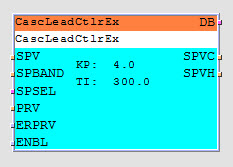 CascLeadCtlrEx DB
CascLeadCtlrEx
SPV SPVC
SPBAND KP: 4.0 SPVH
SPSEL TI: 300.0
PRV
ERPRV
ENBL